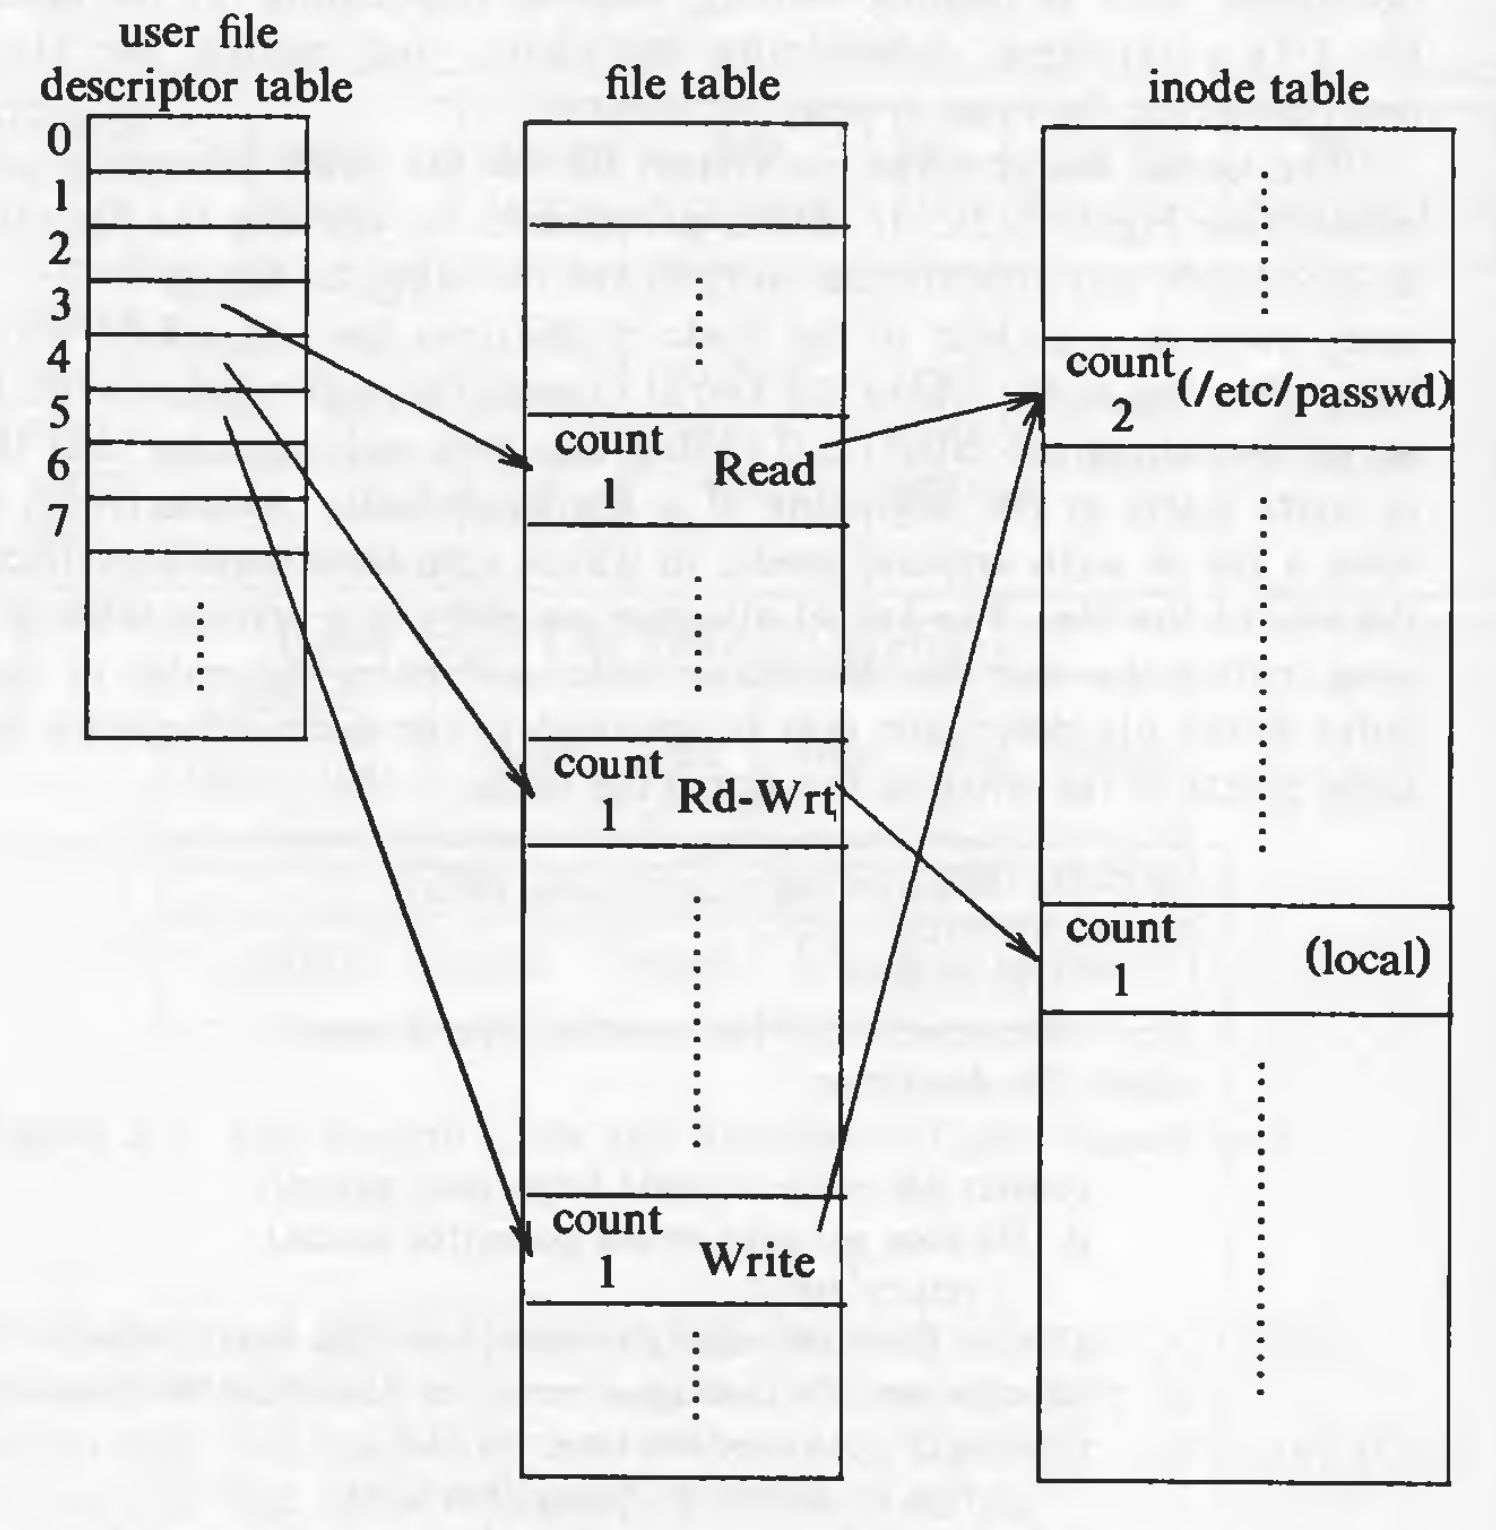 user file
descriptor table
0
1
2
3
4
5
6
7
file table
count
1
Read
count
1
Rd-Wrt
count
1
Write
inode table
count
2
(/etc/passwd)
count
1
(local)